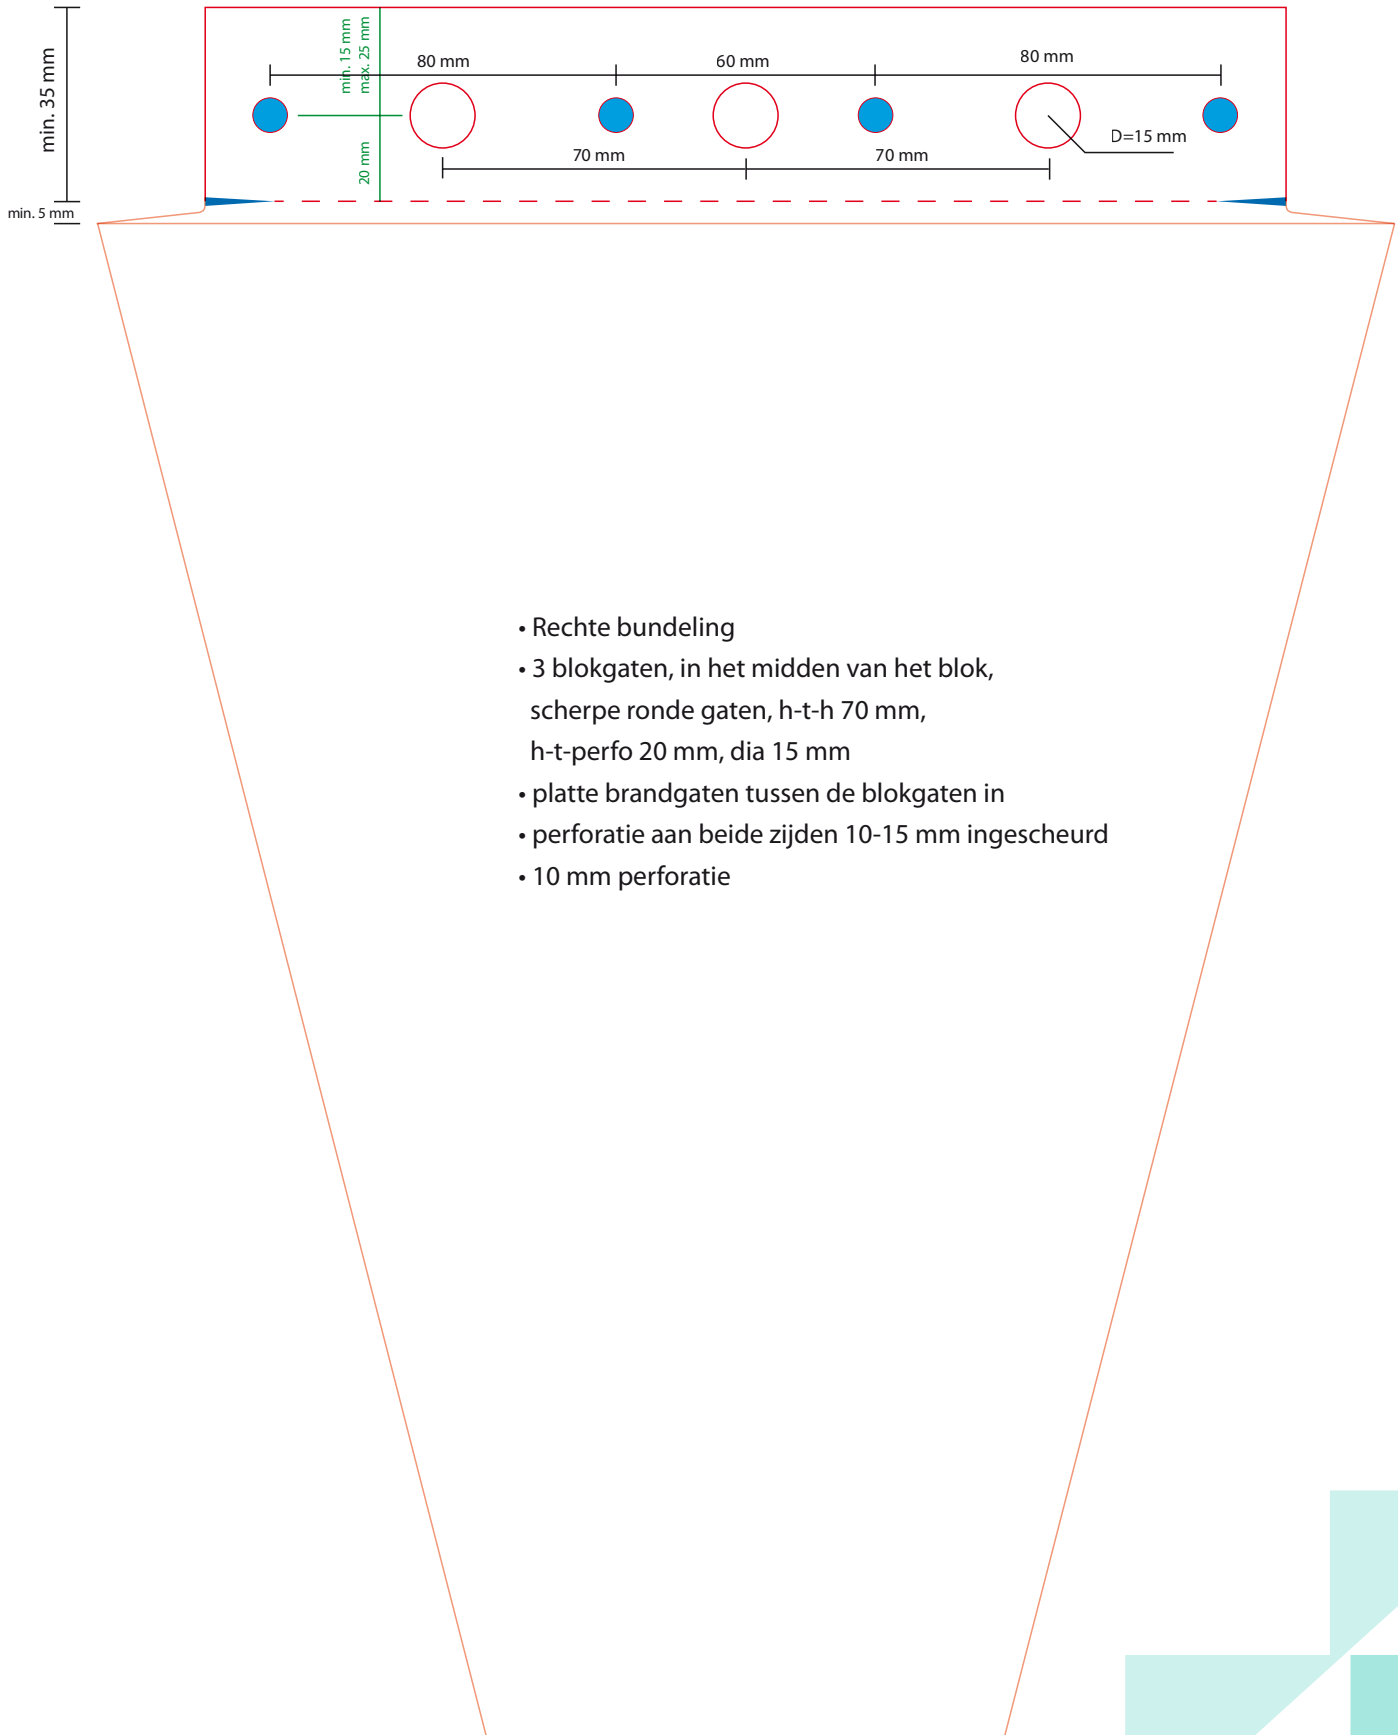 min. 35 mm
min. 5 mm
min. 15 mm
max. 25 mm
20 mm
80 mm
60 mm
80 mm
70 mm
70 mm
D=15 mm
• Rechte bundeling
• 3 blokgaten, in het midden van het blok,
scherpe ronde gaten, h-t-h 70 mm,
h-t-perfo 20 mm, dia 15 mm
• platte brandgaten tussen de blokgaten in
• perforatie aan beide zijden 10-15 mm ingescheurd
• 10 mm perforatie